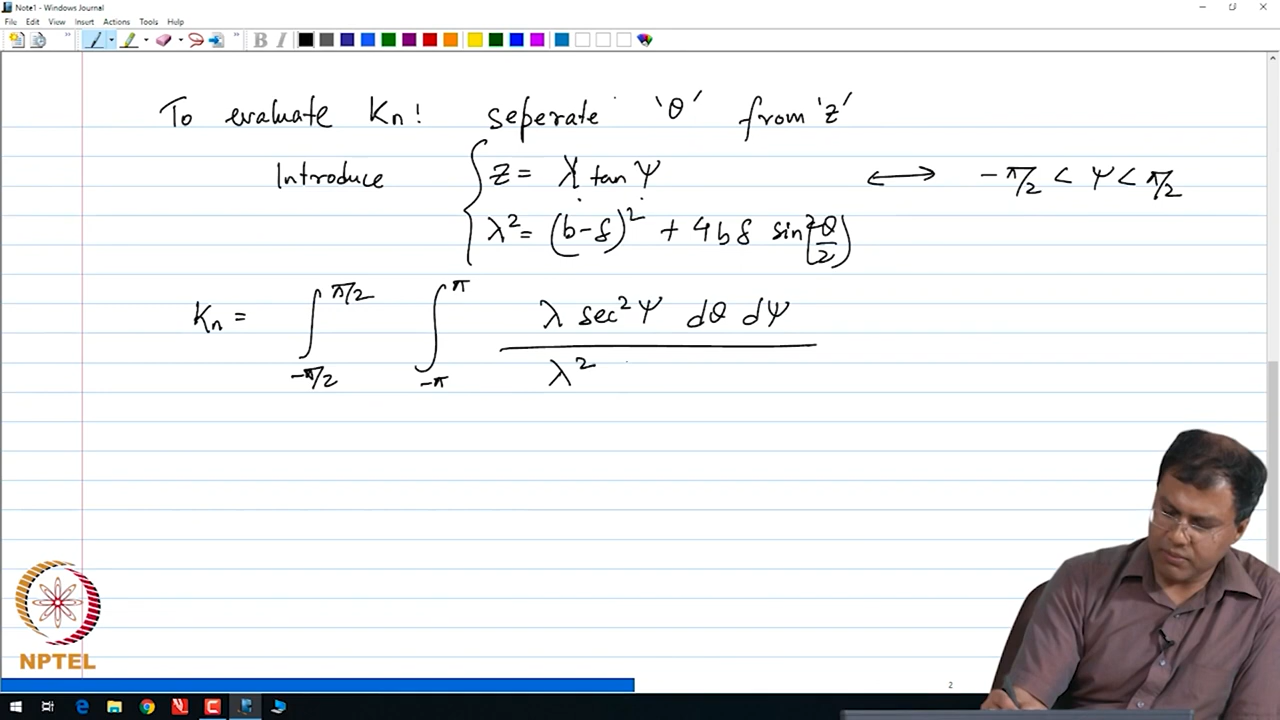 Note1 - Windows Journal
File Edit View Insert Actions Tools Help
B I
To evaluate Kn! seperate 'θ' from 'z'
Introduce { z = λ tan Ψ ⟷ -π/2 < Ψ < π/2
λ² = (b-δ)² + 4bδ sin²(θ/2)
Kn = ∫_{-π/2}^{π/2} ∫_{-π}^{π} λ sec² Ψ dθ dΨ
λ²
NPTEL
2